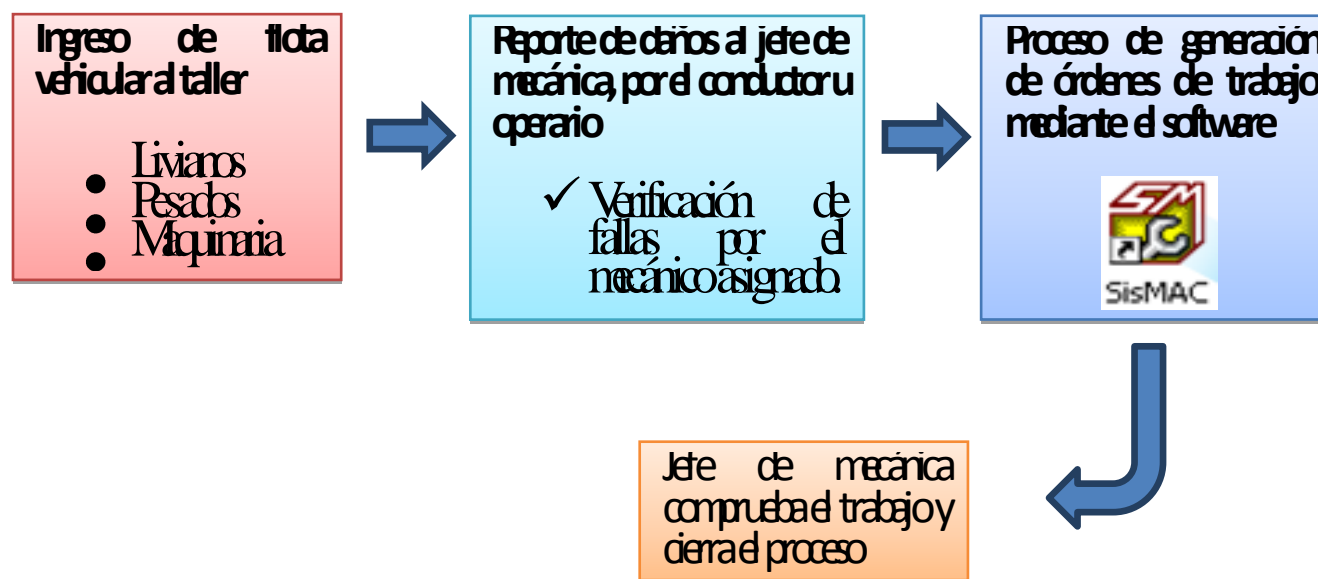 Ingreso de flota
vehicular al taller
Livianos
Pesados
Maquinaria
Reporte de daños al jefe de
mecánica, por el conductor u
operario
Verificación de
fallas por el
mecánico asignado.
Proceso de generación
de órdenes de trabajo
mediante el software
SM
SisMAC
Jefe de mecánica
comprueba el trabajo y
cierra el proceso